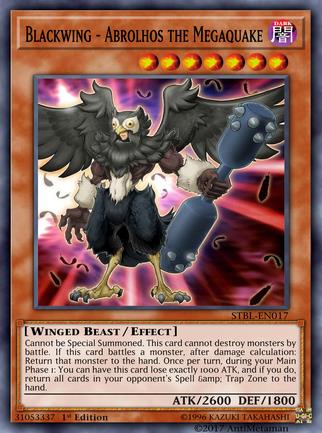 Blackwing - Abrolhos the Megaquake
DARK
闇
STBL-EN017
[Winged Beast / Effect]
Cannot be Special Summoned. This card cannot destroy monsters by
battle. If this card battles a monster, after damage calculation:
Return that monster to the hand. Once per turn, during your Main
Phase 1: You can have this card lose exactly 1000 ATK, and if you do,
return all cards in your opponent's Spell &amp; Trap Zone to the
hand.
ATK/2600 DEF/1800
31053337 1st Edition ©1996 KAZUKI TAKAHASHI
©2017 AntiMetaman